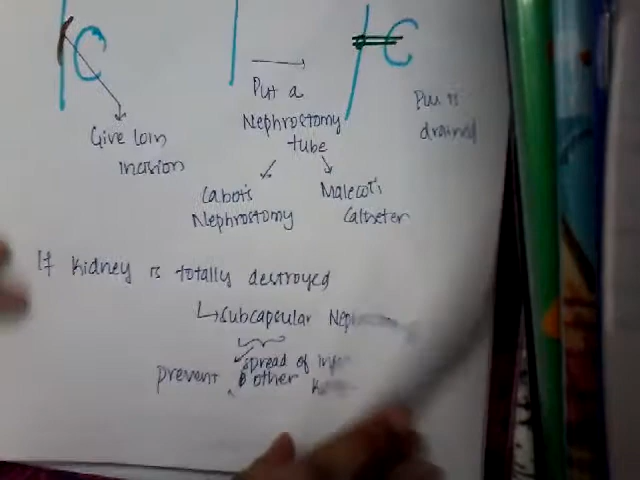 Give loin
incision
Put a
Nephrostomy
tube
Pus is
drained
Cabot's
Nephrostomy
Malecot's
Catheter
If kidney is totally destroyed
↳ subcapsular
spread of
prevent other